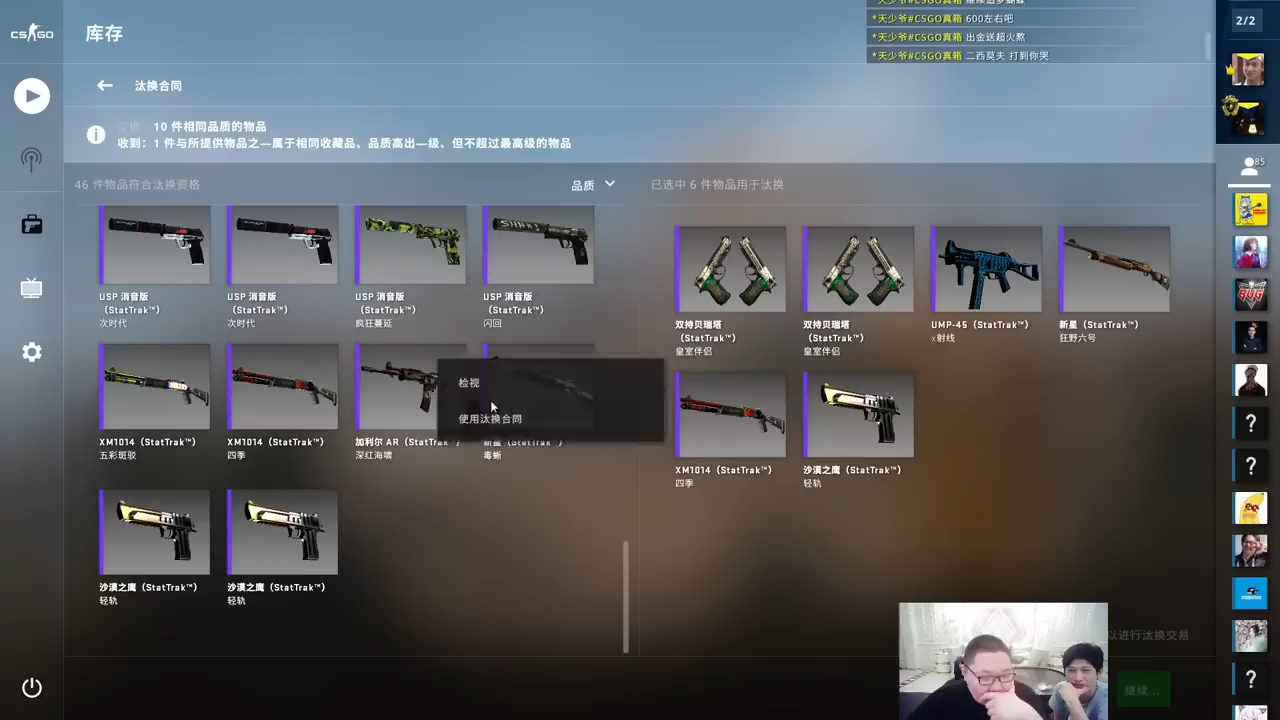 CS:GO
库存
*天少爷#CSGO真箱 600左右吧
*天少爷#CSGO真箱 出金送超火熬
*天少爷#CSGO真箱 二西莫夫 打到你哭
2/2
汰换合同
10 件相同品质的物品
收到：1 件与所提供物品之一属于相同收藏品、品质高出一级、但不超过最高级的物品
85
46 件物品符合汰换资格
品质
已选中 6 件物品用于汰换
USP 消音版
（StatTrak™）
次时代
USP 消音版
（StatTrak™）
次时代
USP 消音版
（StatTrak™）
疯狂蔓延
USP 消音版
（StatTrak™）
闪回
双持贝瑞塔
（StatTrak™）
皇室伴侣
双持贝瑞塔
（StatTrak™）
皇室伴侣
UMP-45（StatTrak™）
X射线
新星（StatTrak™）
狂野六号
检视
使用汰换合同
XM1014（StatTrak™）
五彩斑驳
XM1014（StatTrak™）
四季
加利尔 AR（StatTrak™）
深红海啸
新星（StatTrak™）
毒蜥
XM1014（StatTrak™）
四季
沙漠之鹰（StatTrak™）
轻轨
沙漠之鹰（StatTrak™）
轻轨
沙漠之鹰（StatTrak™）
轻轨
以进行汰换交易
继续...